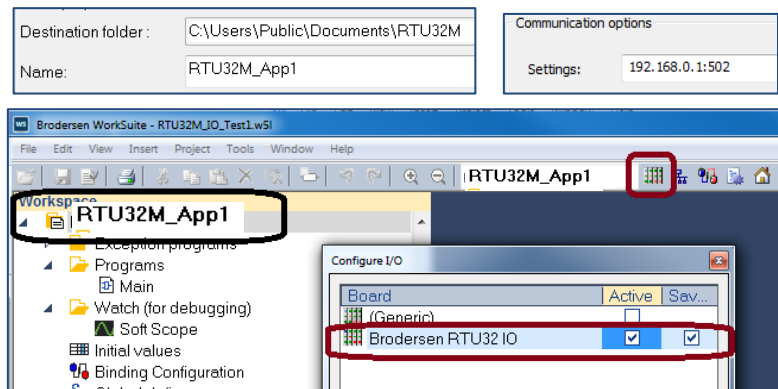 Destination folder : C:\Users\Public\Documents\RTU32M
Name: RTU32M_App1
Communication options
Settings: 192.168.0.1:502
Brodersen WorkSuite - RTU32M_IO_Test1.w5l
File Edit View Insert Project Tools Window Help
RTU32M_App1
Workspace
RTU32M_App1
Exception programs
Programs
Main
Watch (for debugging)
Soft Scope
Initial values
Binding Configuration
Configure I/O
Board Active Sav...
(Generic)
Brodersen RTU32 IO